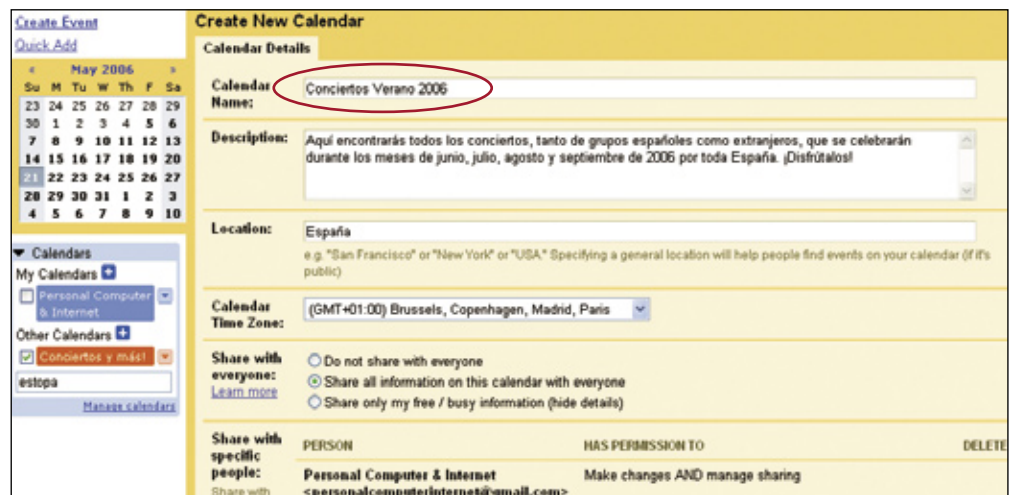 Create Event
Quick Add
« May 2006 »
Su M Tu W Th F Sa
23 24 25 26 27 28 29
30 1 2 3 4 5 6
7 8 9 10 11 12 13
14 15 16 17 18 19 20
21 22 23 24 25 26 27
28 29 30 31 1 2 3
4 5 6 7 8 9 10
Calendars
My Calendars
Personal Computer
& Internet
Other Calendars
Conciertos y más!
estopa
Manage calendars
Create New Calendar
Calendar Details
Calendar
Name:
Conciertos Verano 2006
Description:
Aquí encontrarás todos los conciertos, tanto de grupos españoles como extranjeros, que se celebrarán
durante los meses de junio, julio, agosto y septiembre de 2006 por toda España. ¡Disfrútalos!
Location:
España
e.g. "San Francisco" or "New York" or "USA." Specifying a general location will help people find events on your calendar (if it's
public)
Calendar
Time Zone:
(GMT+01:00) Brussels, Copenhagen, Madrid, Paris
Share with
everyone:
Learn more
Do not share with everyone
Share all information on this calendar with everyone
Share only my free / busy information (hide details)
Share with
specific
people:
Share with
PERSON HAS PERMISSION TO DELETE
Personal Computer & Internet Make changes AND manage sharing
<personalcomputerinternet@gmail.com>